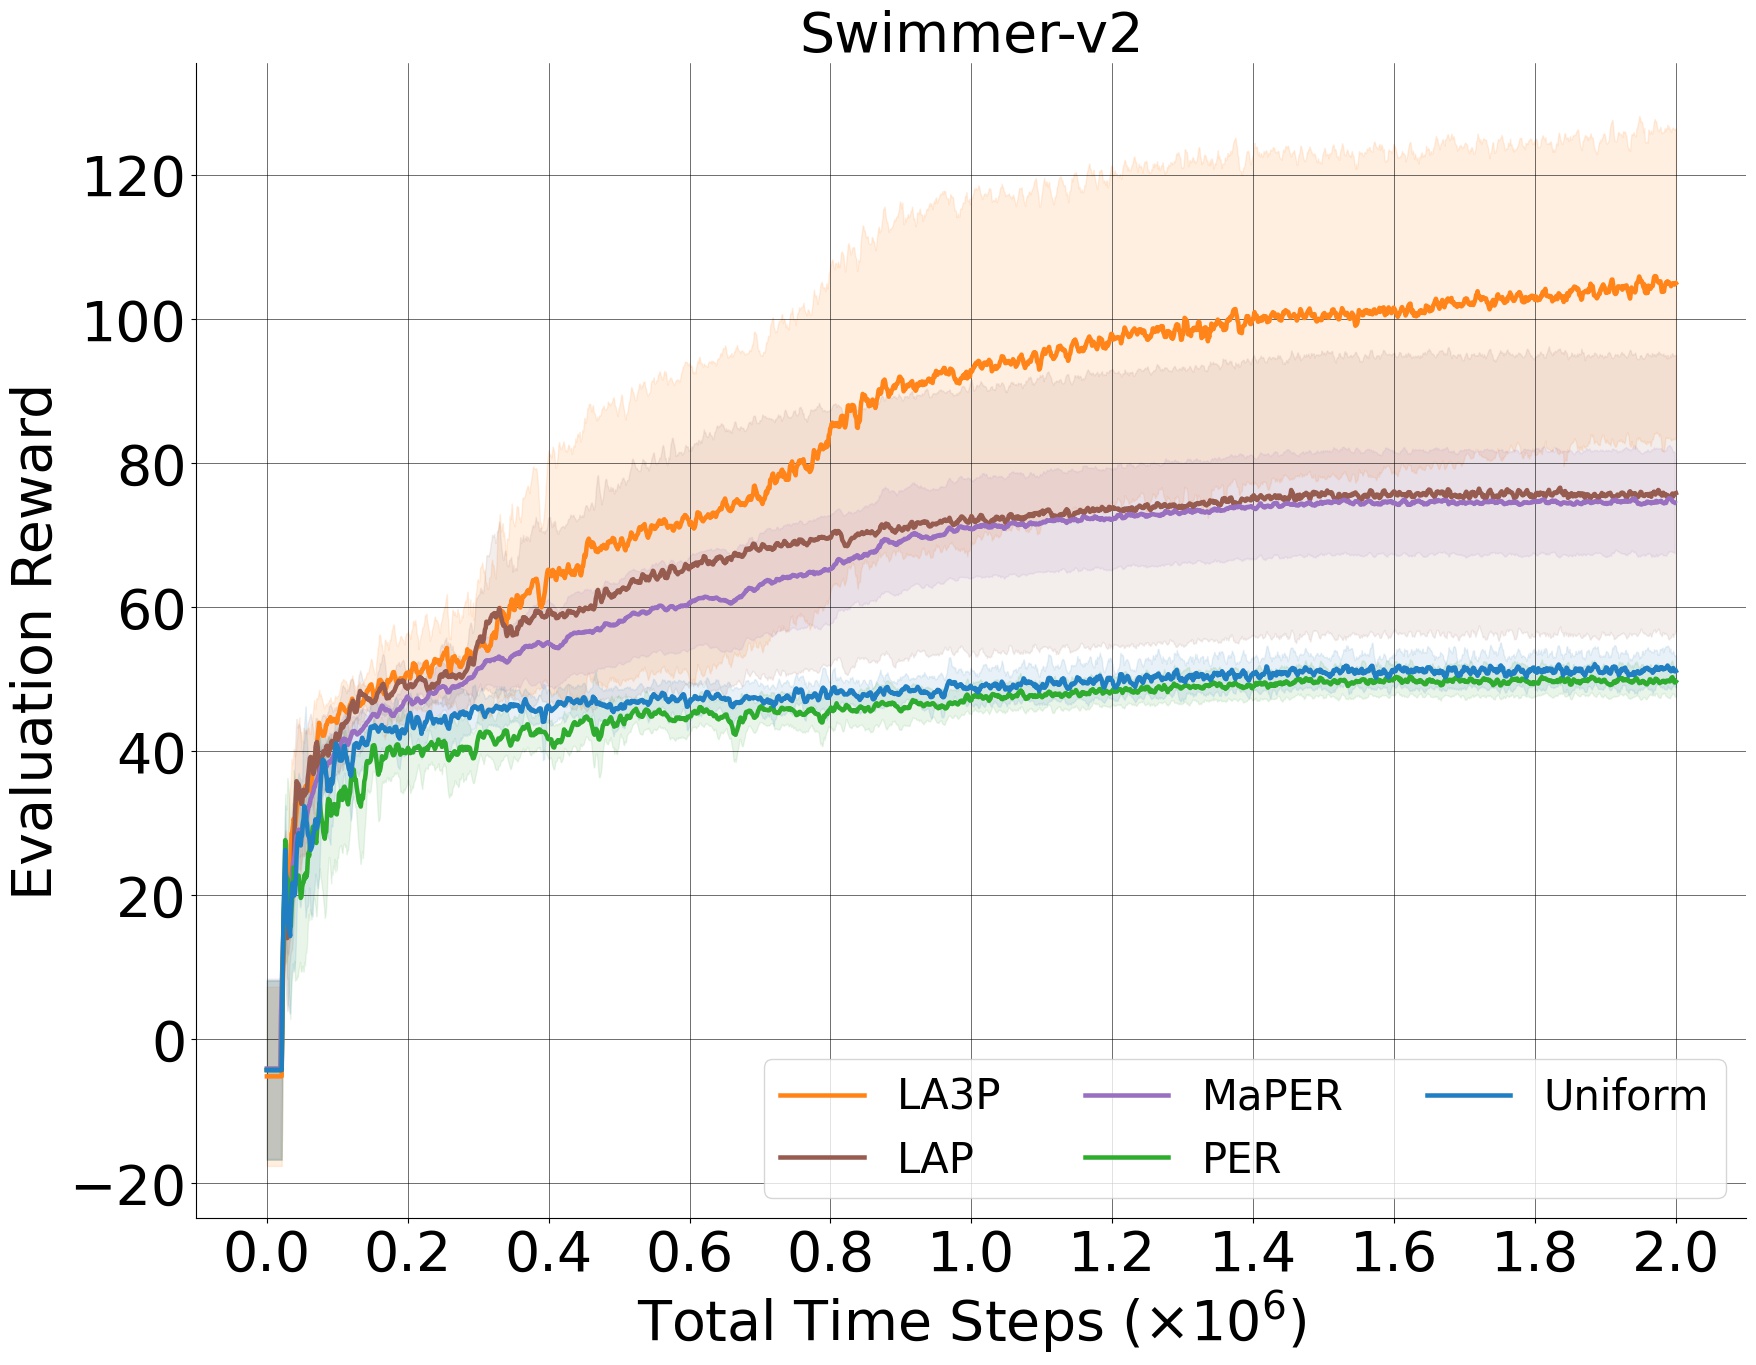 Swimmer-v2
120
100
80
60
40
20
0
−20
Evaluation Reward
LA3P MaPER Uniform
LAP PER
0.0 0.2 0.4 0.6 0.8 1.0 1.2 1.4 1.6 1.8 2.0
Total Time Steps (×10⁶)